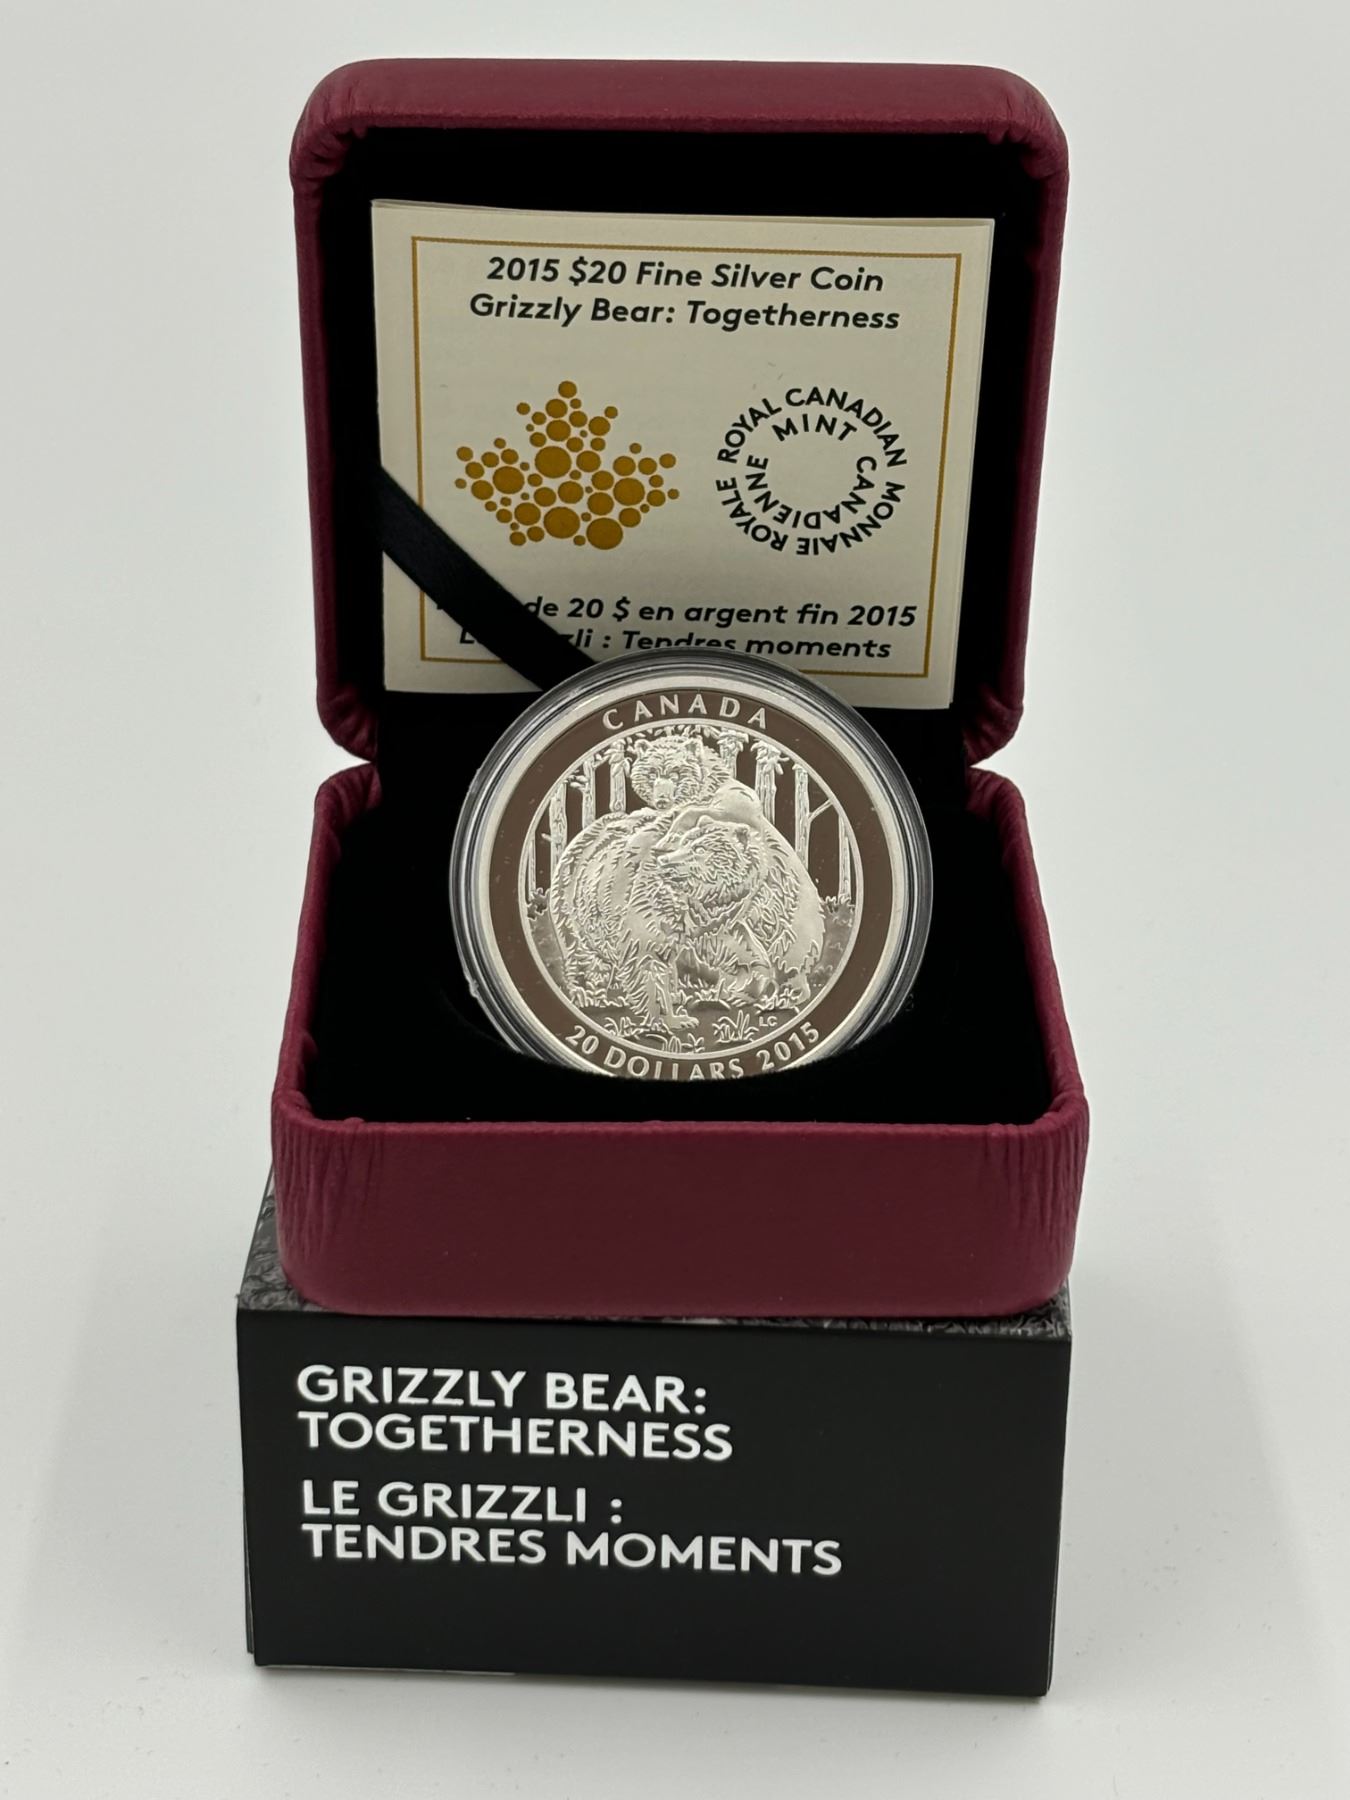 2015 $20 Fine Silver Coin
Grizzly Bear: Togetherness
ROYAL CANADIAN MINT
MONNAIE ROYALE CANADIENNE
de 20 $ en argent fin 2015
: Tendres moments
CANADA
LC
20 DOLLARS 2015
GRIZZLY BEAR:
TOGETHERNESS
LE GRIZZLI :
TENDRES MOMENTS